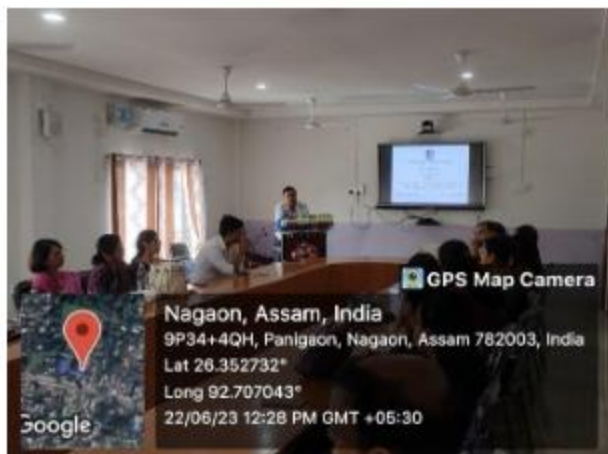 GPS Map Camera
Nagaon, Assam, India
9P34+4QH, Panigaon, Nagaon, Assam 782003, India
Lat 26.352732°
Long 92.707043°
22/06/23 12:28 PM GMT +05:30
Google